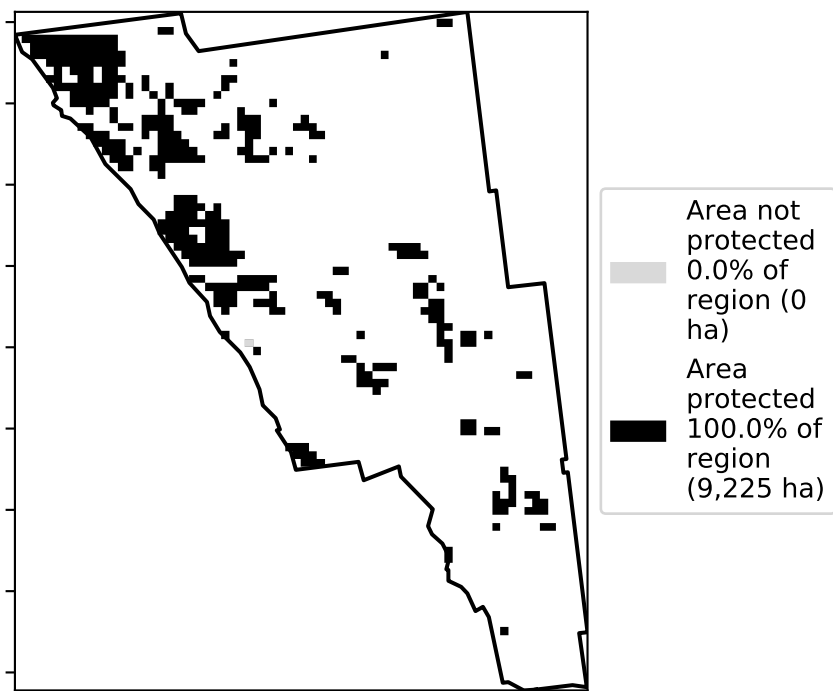 Area not
protected
0.0% of
region (0
ha)
Area
protected
100.0% of
region
(9,225 ha)